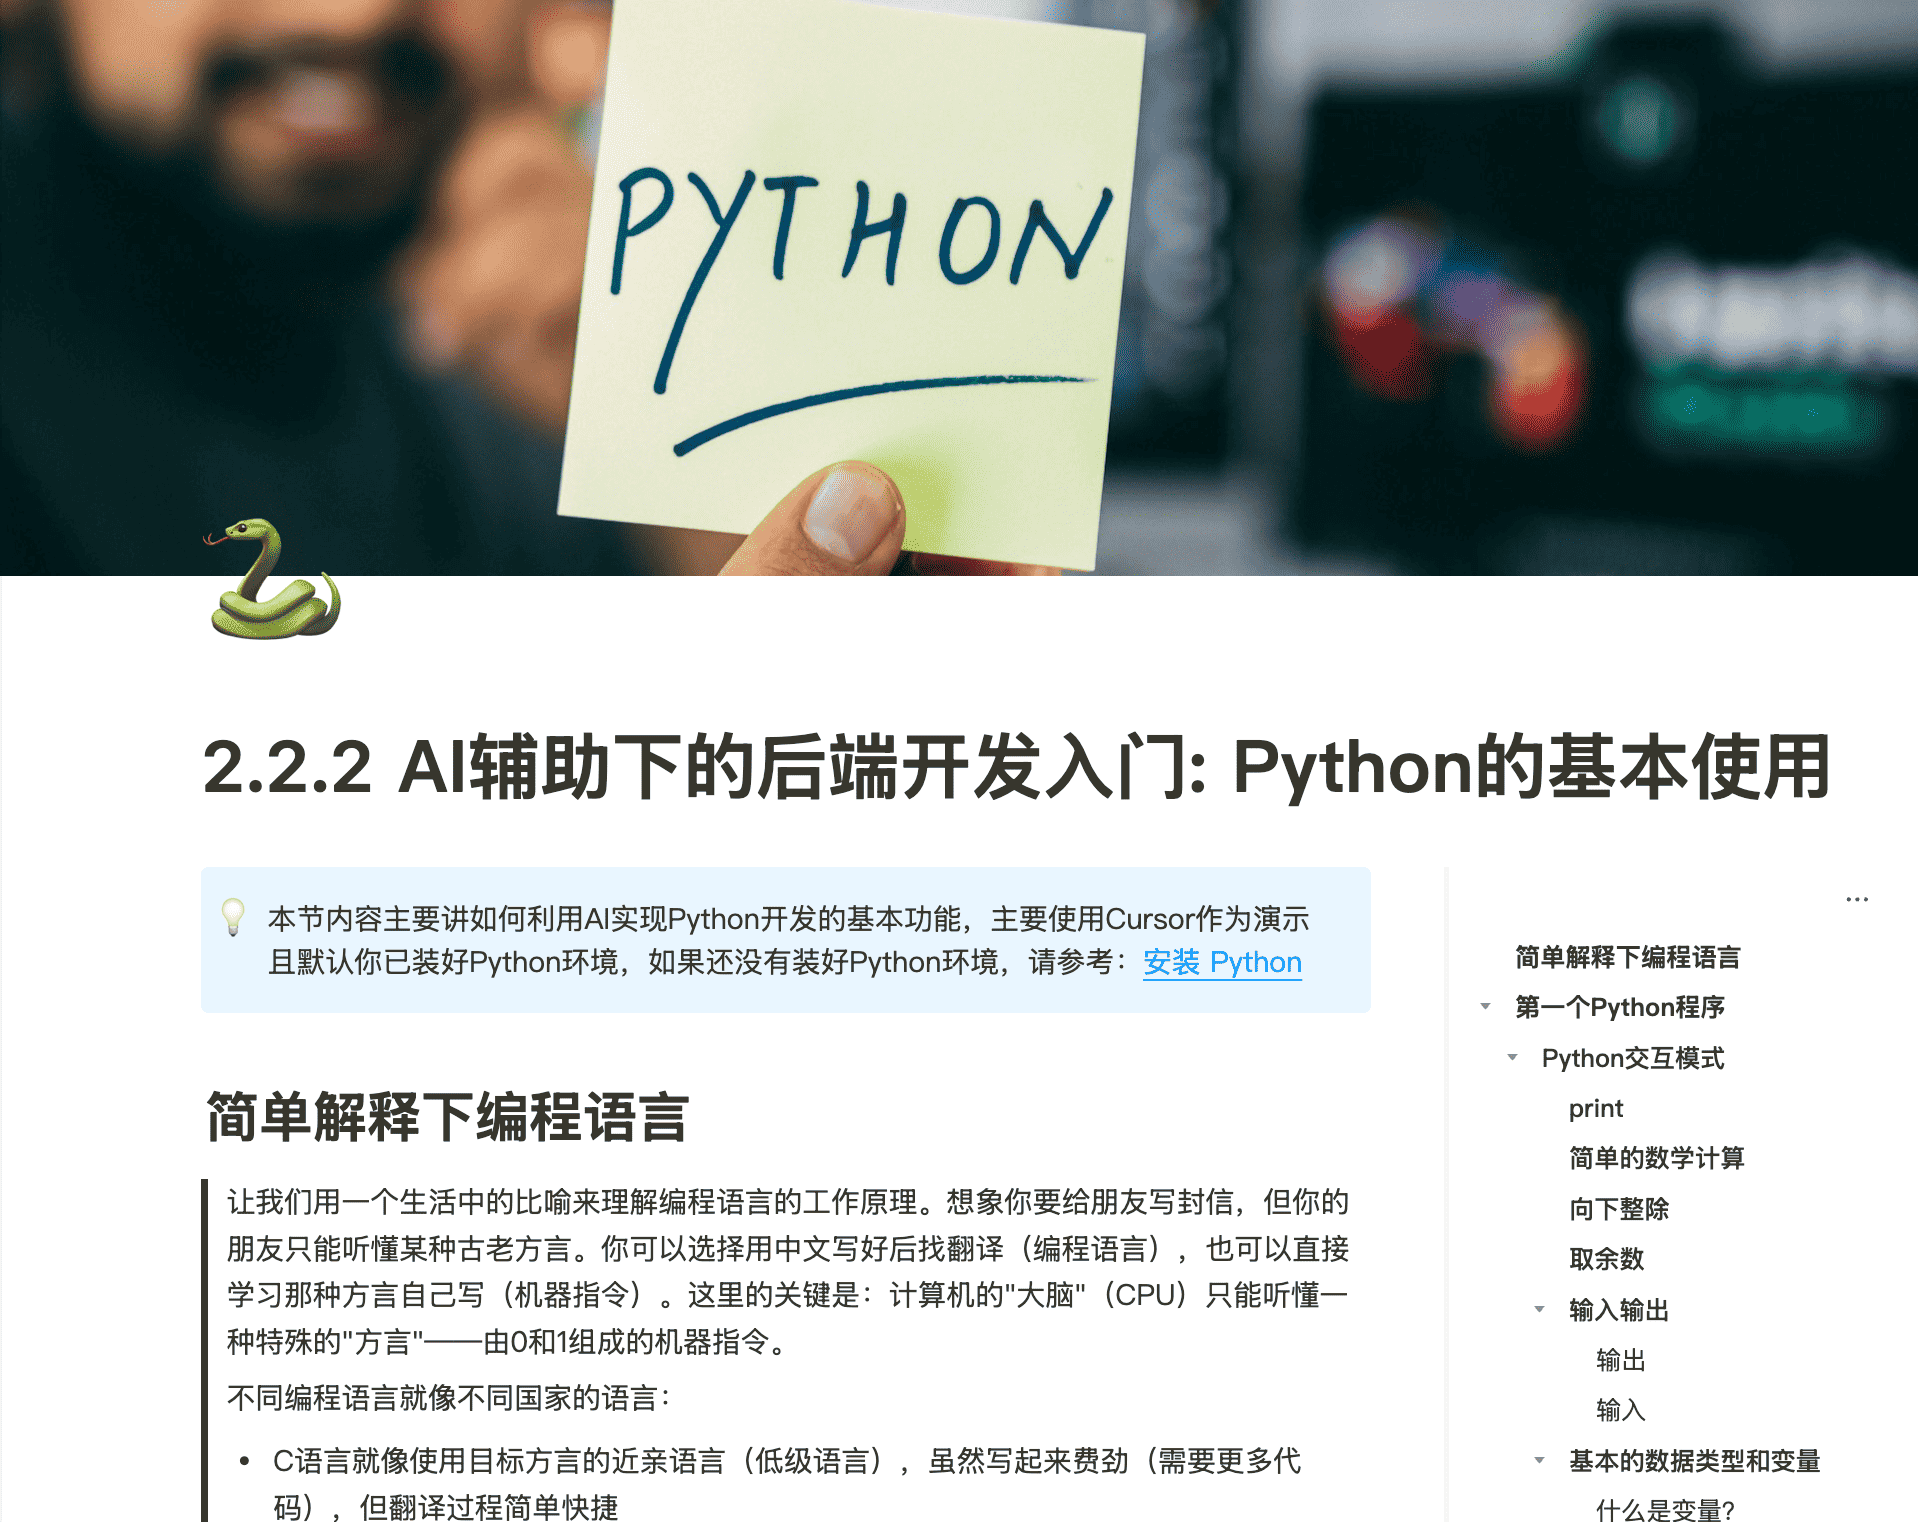 PYTHON
2.2.2 AI辅助下的后端开发入门: Python的基本使用
本节内容主要讲如何利用AI实现Python开发的基本功能，主要使用Cursor作为演示
且默认你已装好Python环境，如果还没有装好Python环境，请参考：安装 Python
简单解释下编程语言
让我们用一个生活中的比喻来理解编程语言的工作原理。想象你要给朋友写封信，但你的
朋友只能听懂某种古老方言。你可以选择用中文写好后找翻译（编程语言），也可以直接
学习那种方言自己写（机器指令）。这里的关键是：计算机的"大脑"（CPU）只能听懂一
种特殊的"方言"——由0和1组成的机器指令。
不同编程语言就像不同国家的语言：
• C语言就像使用目标方言的近亲语言（低级语言），虽然写起来费劲（需要更多代
码），但翻译过程简单快捷
...
简单解释下编程语言
第一个Python程序
Python交互模式
print
简单的数学计算
向下整除
取余数
输入输出
输出
输入
基本的数据类型和变量
什么是变量?